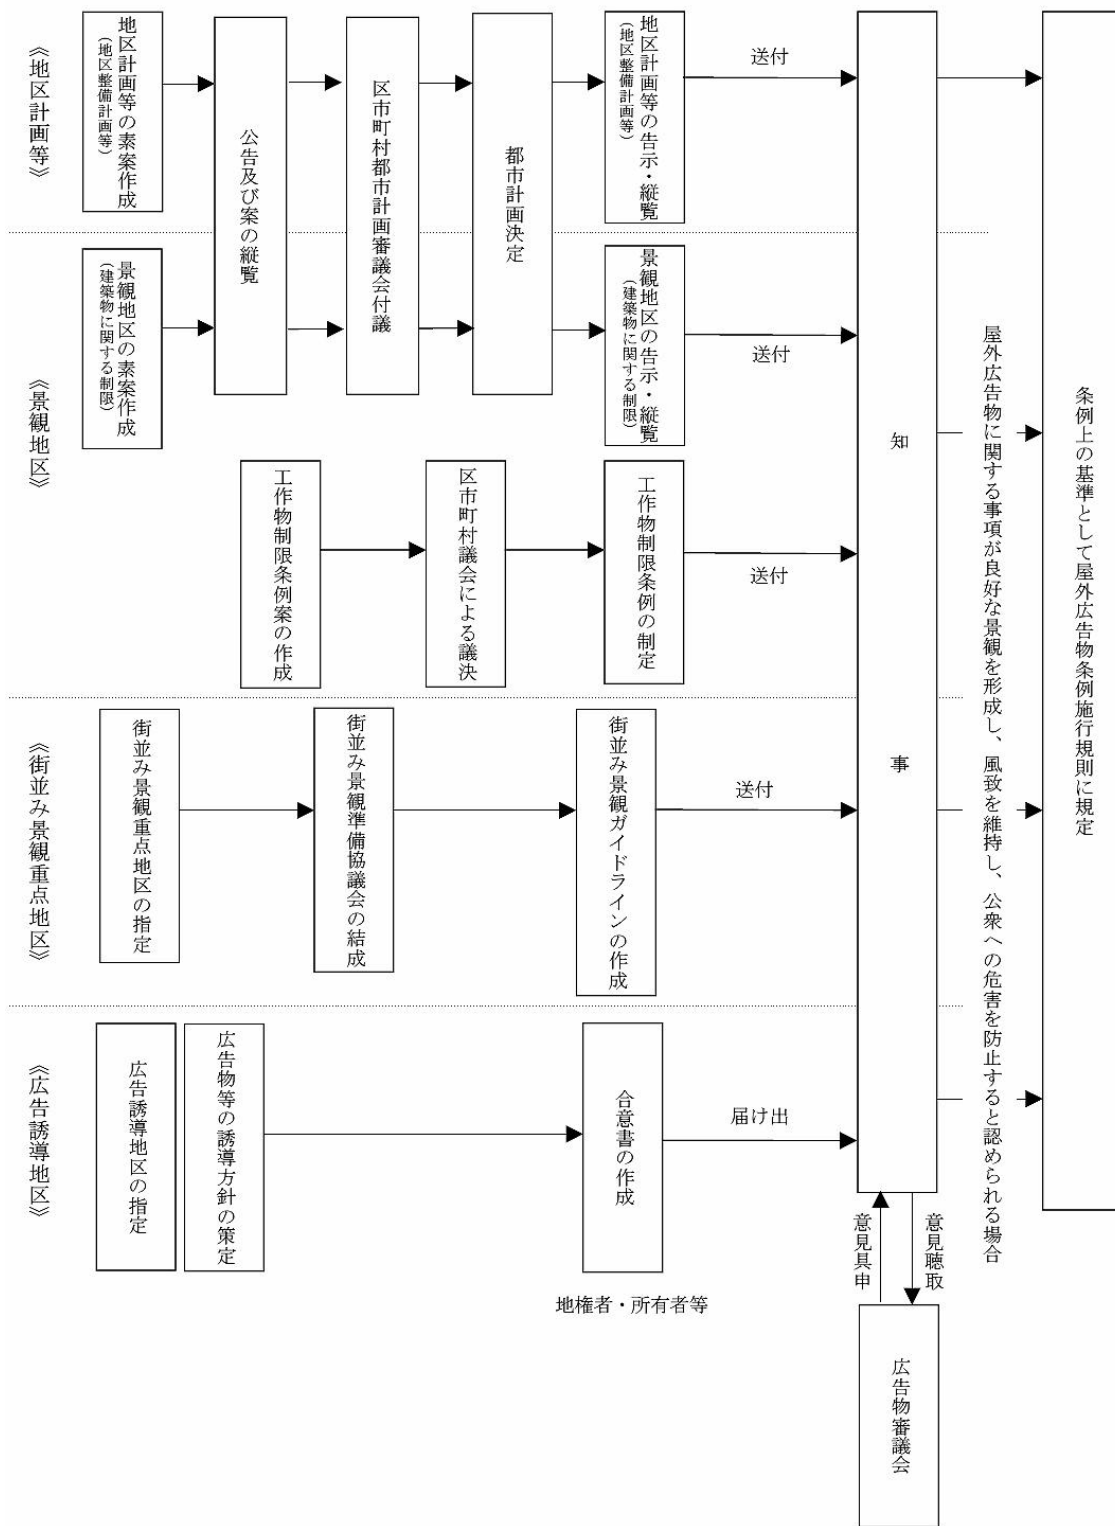 《地区計画等》
地区計画等の素案作成
（地区整備計画等）
公告及び案の縦覧
区市町村都市計画審議会付議
都市計画決定
地区計画等の告示・縦覧
（地区整備計画等）
送付
《景観地区》
景観地区の素案作成
（建築物に関する制限）
景観地区の告示・縦覧
（建築物に関する制限）
送付
工作物制限条例案の作成
区市町村議会による議決
工作物制限条例の制定
送付
《街並み景観重点地区》
街並み景観重点地区の指定
街並み景観準備協議会の結成
街並み景観ガイドラインの作成
送付
《広告誘導地区》
広告誘導地区の指定
広告物等の誘導方針の策定
合意書の作成
地権者・所有者等
届け出
知事
意見具申
意見聴取
広告物審議会
屋外広告物に関する事項が良好な景観を形成し、風致を維持し、公衆への危害を防止すると認められる場合
条例上の基準として屋外広告物条例施行規則に規定